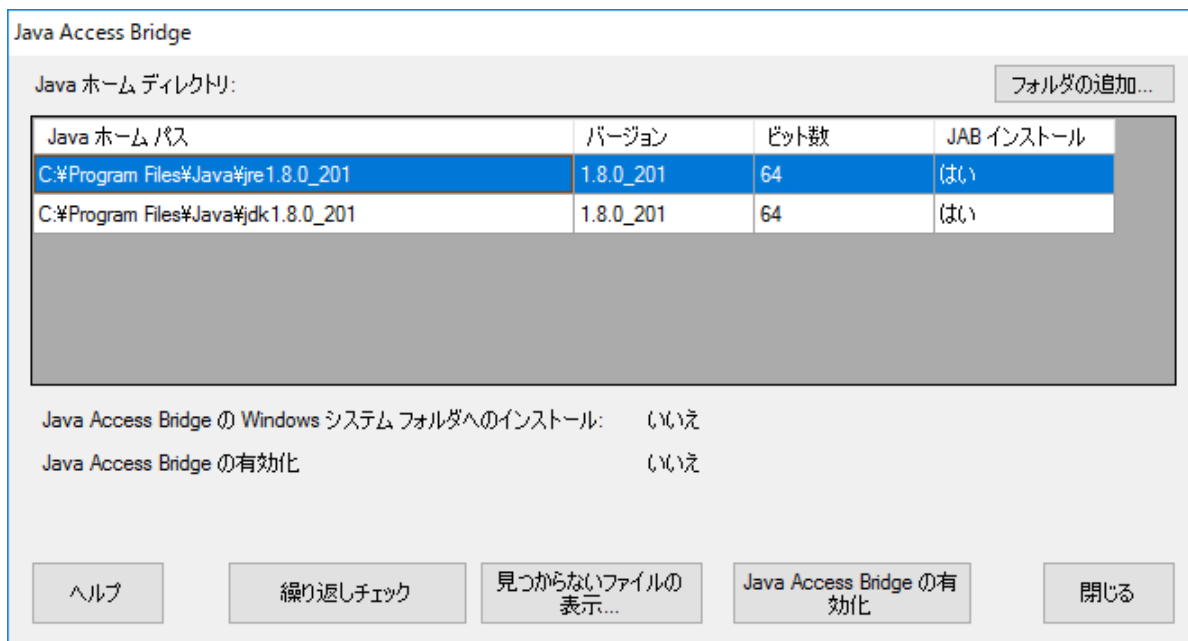 Java Access Bridge
Java ホーム ディレクトリ:
フォルダの追加...
Java ホーム パス バージョン ビット数 JAB インストール
C:¥Program Files¥Java¥jre1.8.0_201 1.8.0_201 64 はい
C:¥Program Files¥Java¥jdk1.8.0_201 1.8.0_201 64 はい
Java Access Bridge の Windows システム フォルダへのインストール: いいえ
Java Access Bridge の有効化 いいえ
ヘルプ
繰り返しチェック
見つからないファイルの
表示...
Java Access Bridge の有
効化
閉じる